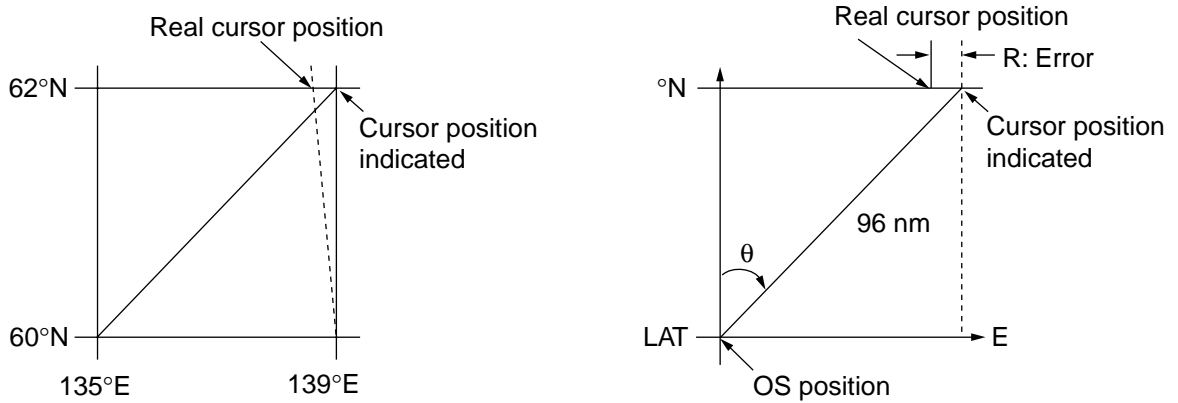 Real cursor position
62°N
Cursor position
indicated
60°N
135°E
139°E
Real cursor position
R: Error
°N
Cursor position
indicated
96 nm
θ
LAT
E
OS position